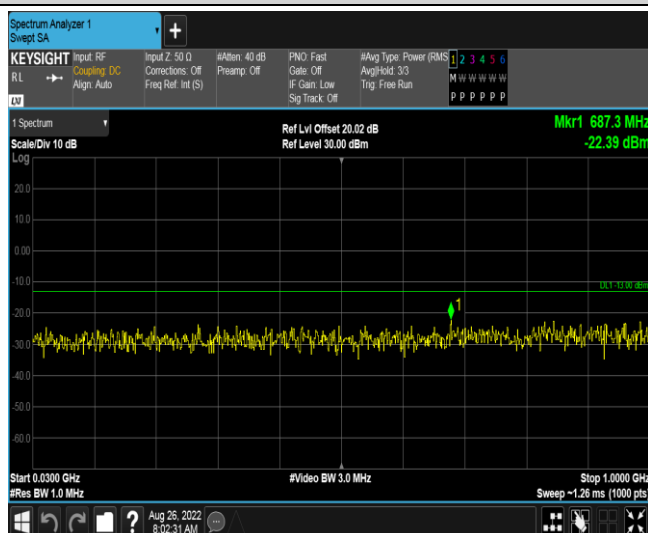 Spectrum Analyzer 1
Swept SA
+
KEYSIGHT
RL
LXI
Input: RF
Coupling: DC
Align: Auto
Input Z: 50 Ω
Corrections: Off
Freq Ref: Int (S)
#Atten: 40 dB
Preamp: Off
PNO: Fast
Gate: Off
IF Gain: Low
Sig Track: Off
#Avg Type: Power (RMS
Avg|Hold: 3/3
Trig: Free Run
1 2 3 4 5 6
M W W W W W
P P P P P P
1 Spectrum
Scale/Div 10 dB
Log
Ref Lvl Offset 20.02 dB
Ref Level 30.00 dBm
Mkr1 687.3 MHz
-22.39 dBm
20.0
10.0
0.00
-10.0
DL1 -13.00 dBm
1
-20.0
-30.0
-40.0
-50.0
-60.0
Start 0.0300 GHz
#Res BW 1.0 MHz
#Video BW 3.0 MHz
Stop 1.0000 GHz
Sweep ~1.26 ms (1000 pts)
?
Aug 26, 2022
8:02:31 AM